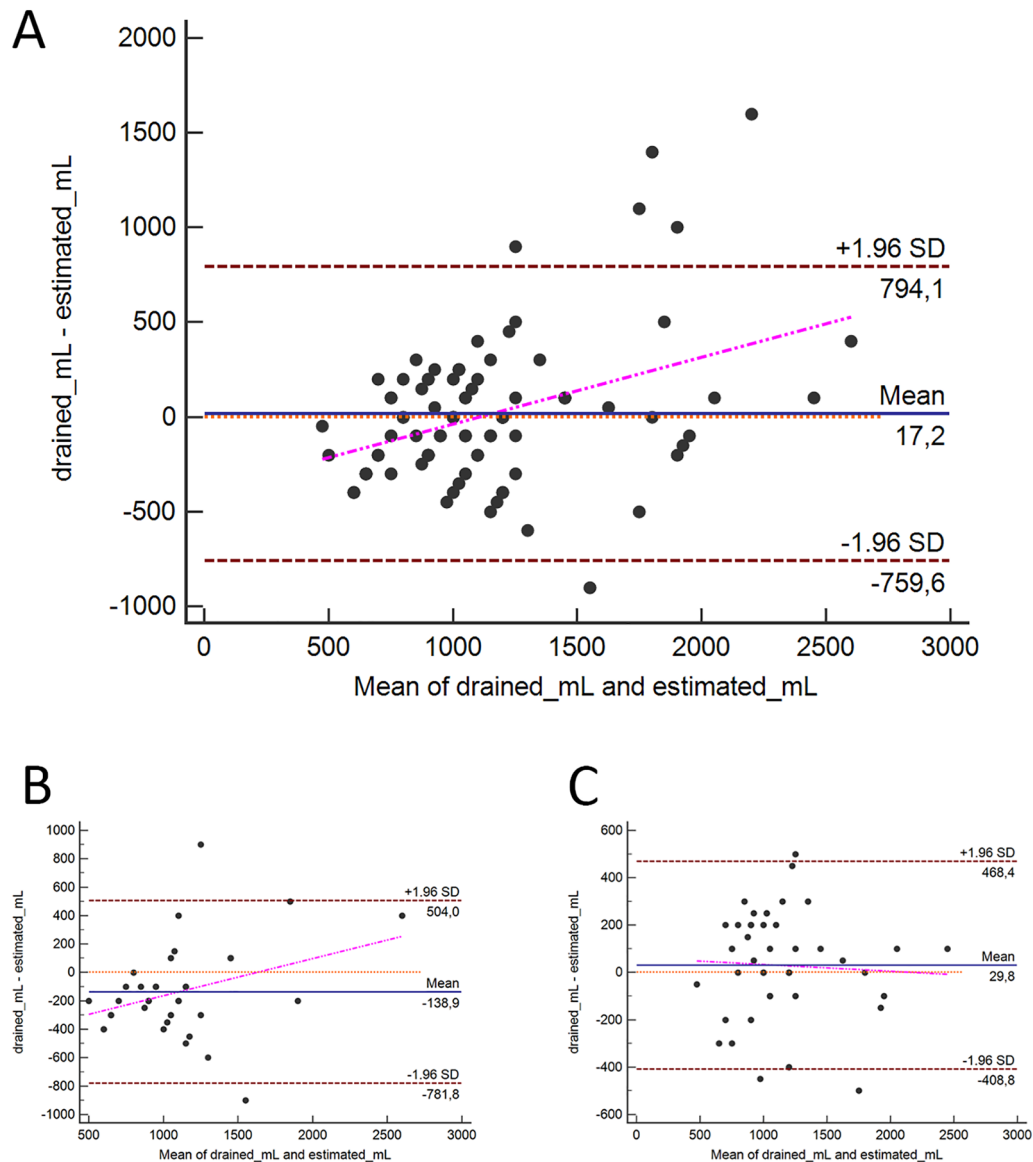 A
2000
1500
1000
500
0
-500
-1000
drained_mL - estimated_mL
+1.96 SD
794,1
Mean
17,2
-1.96 SD
-759,6
0 500 1000 1500 2000 2500 3000
Mean of drained_mL and estimated_mL
B
1000
800
600
400
200
0
-200
-400
-600
-800
-1000
drained_mL - estimated_mL
+1.96 SD
504,0
Mean
-138,9
-1.96 SD
-781,8
500 1000 1500 2000 2500 3000
Mean of drained_mL and estimated_mL
C
600
400
200
0
-200
-400
-600
drained_mL - estimated_mL
+1.96 SD
468,4
Mean
29,8
-1.96 SD
-408,8
0 500 1000 1500 2000 2500 3000
Mean of drained_mL and estimated_mL